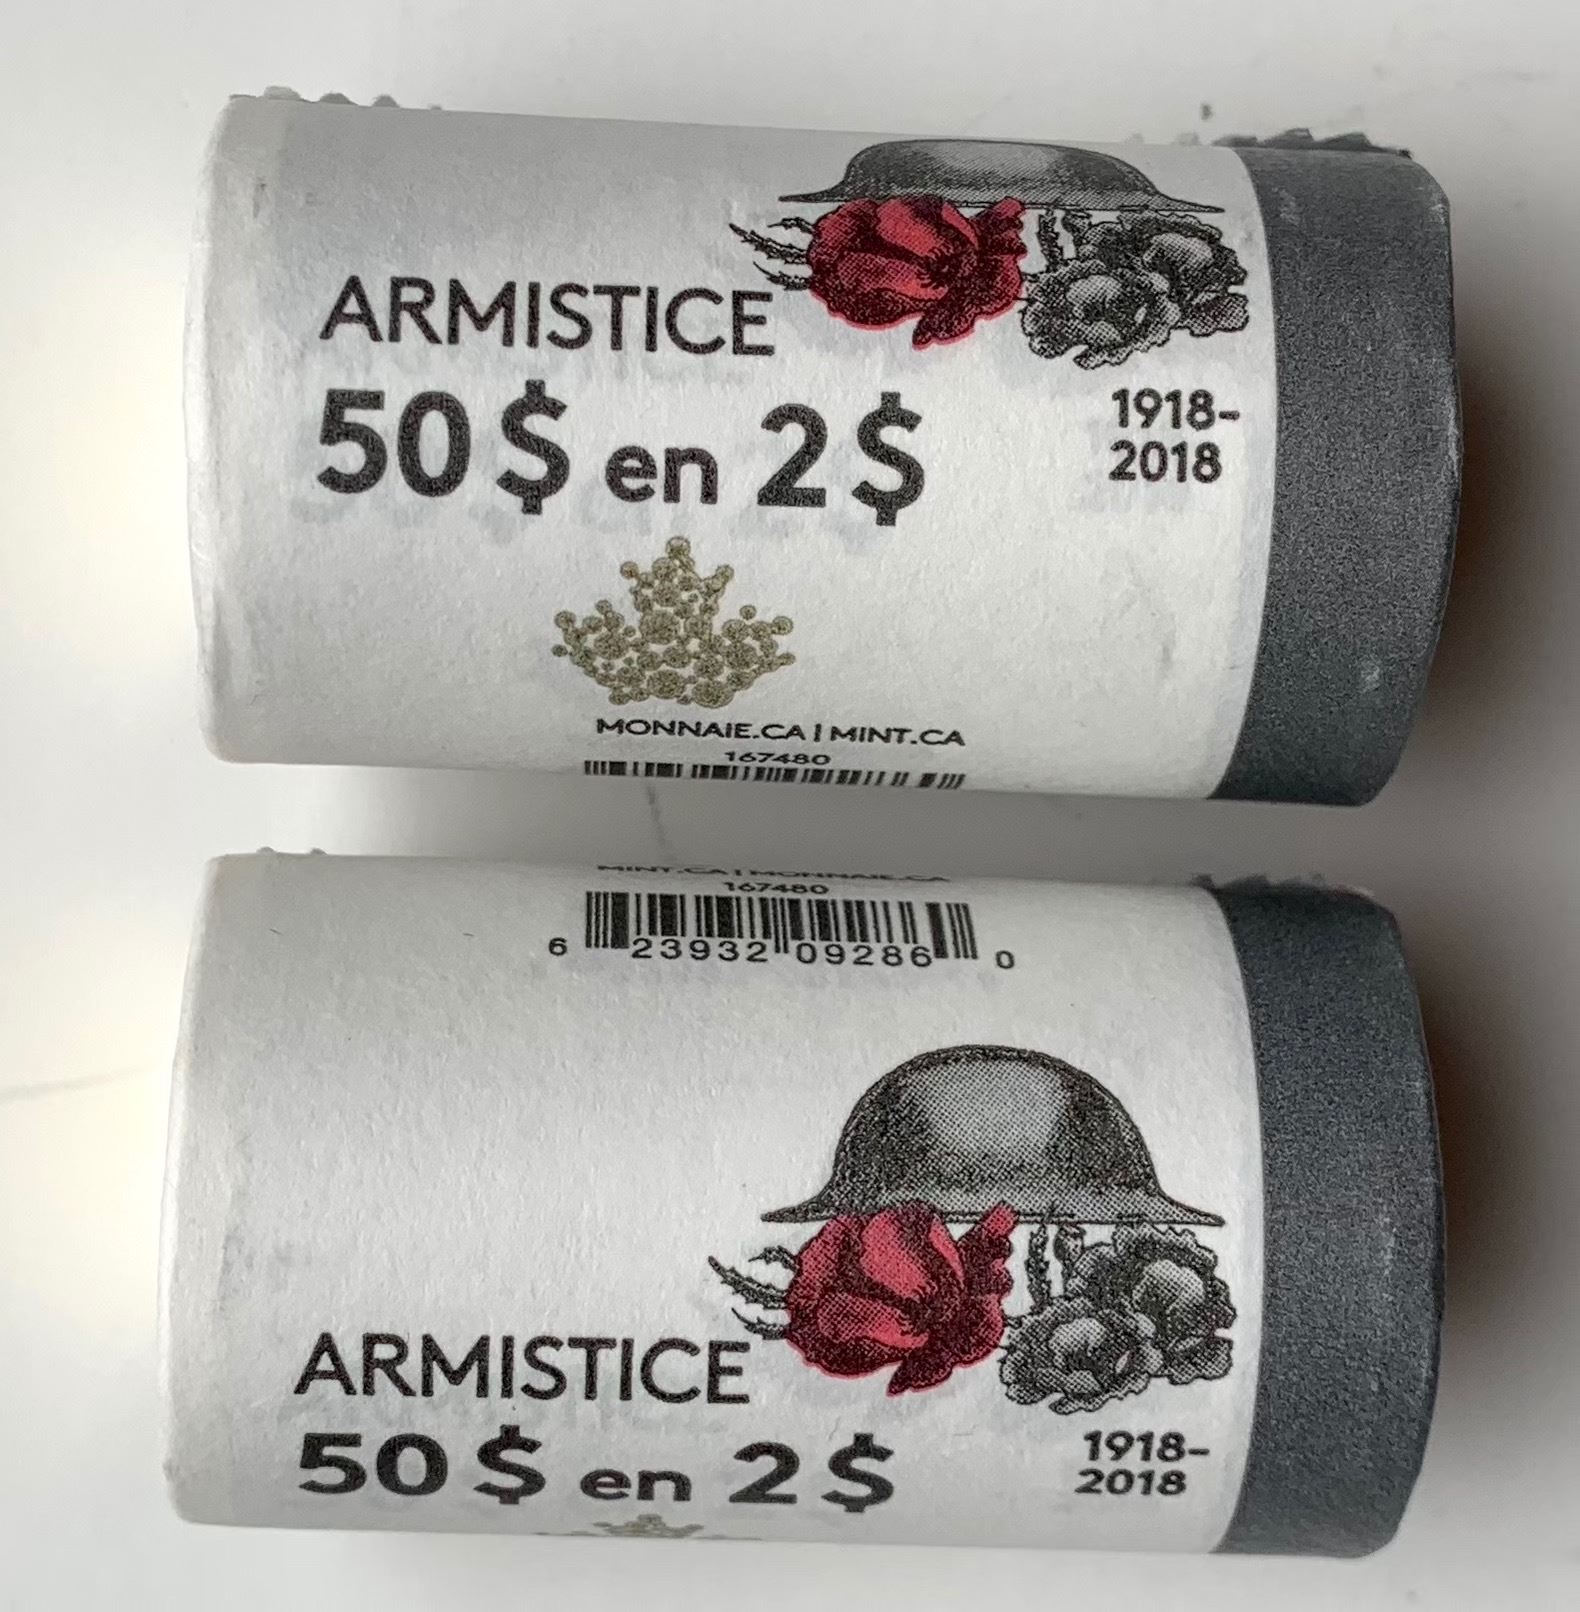 ARMISTICE
50 $ en 2 $
1918-
2018
MONNAIE.CA | MINT.CA
167480
MINT.CA | MONNAIE.CA
167480
6 23932 09286 0
ARMISTICE
50 $ en 2 $
1918-
2018